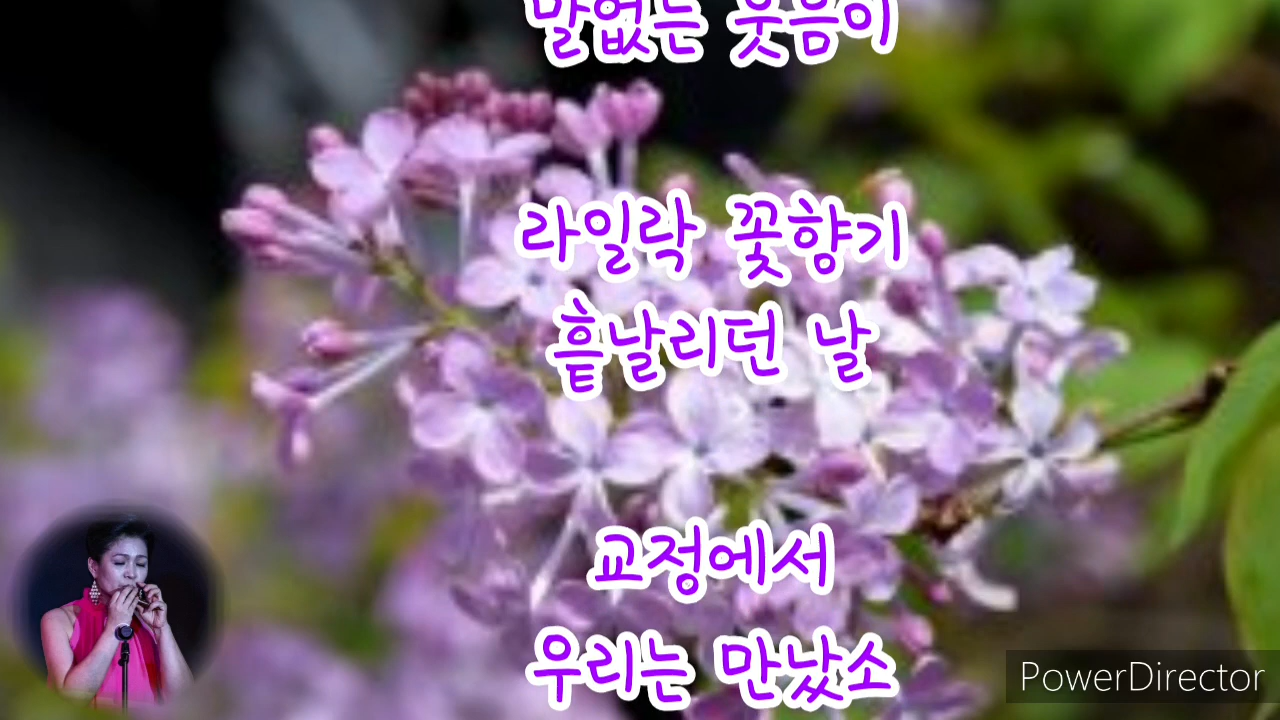 말없는 웃음이
라일락 꽃향기
흩날리던 날
교정에서
우리는 만났소
PowerDirector